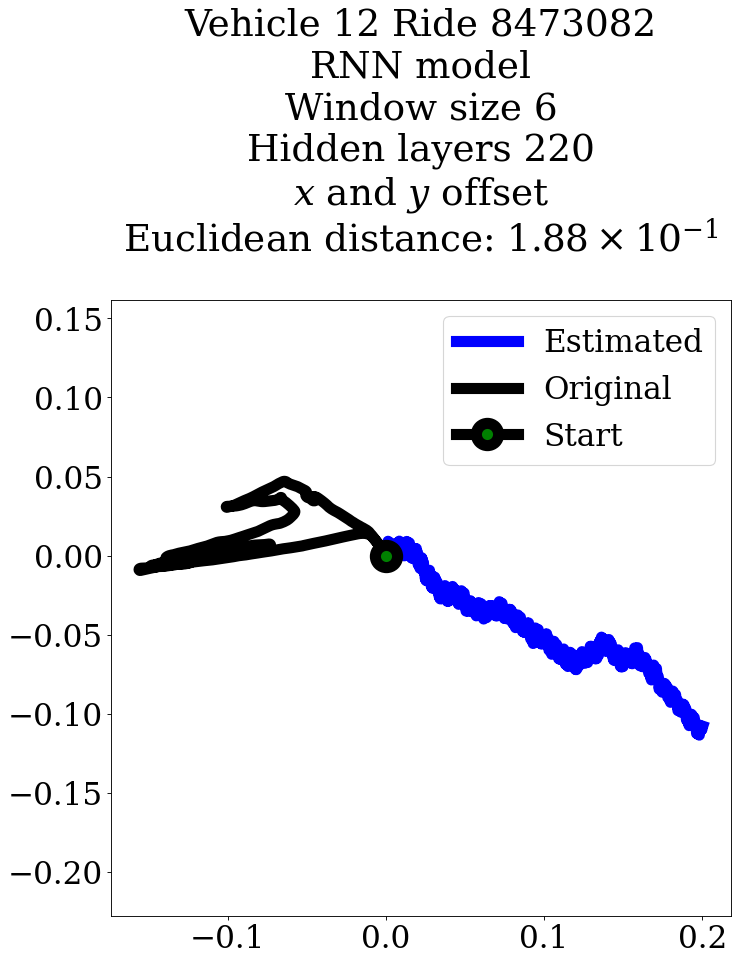 Vehicle 12 Ride 8473082
RNN model
Window size 6
Hidden layers 220
x and y offset
Euclidean distance: 1.88 × 10⁻¹
Estimated
Original
Start
0.15
0.10
0.05
0.00
−0.05
−0.10
−0.15
−0.20
−0.1 0.0 0.1 0.2